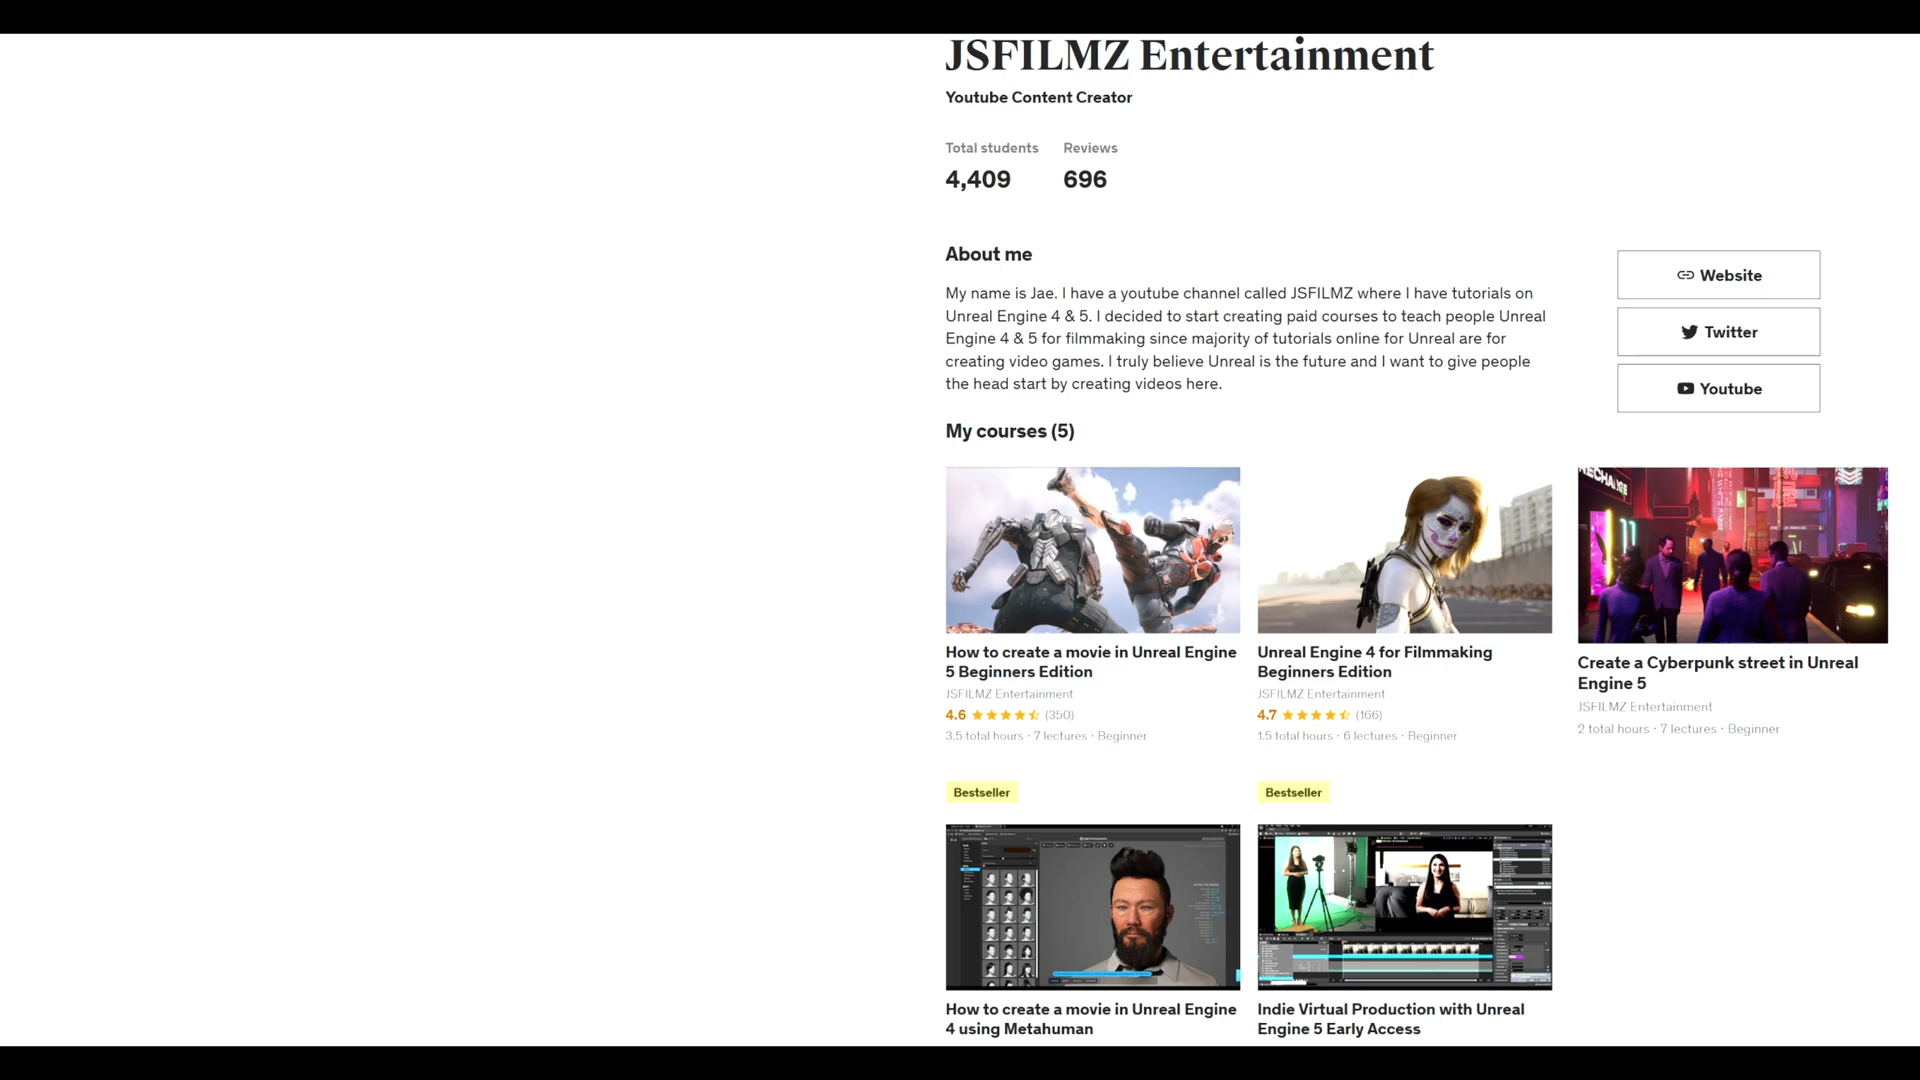 JSFILMZ Entertainment
Youtube Content Creator
Total students
Reviews
4,409
696
About me
My name is Jae. I have a youtube channel called JSFILMZ where I have tutorials on
Unreal Engine 4 & 5. I decided to start creating paid courses to teach people Unreal
Engine 4 & 5 for filmmaking since majority of tutorials online for Unreal are for
creating video games. I truly believe Unreal is the future and I want to give people
the head start by creating videos here.
Website
Twitter
Youtube
My courses (5)
How to create a movie in Unreal Engine
5 Beginners Edition
JSFILMZ Entertainment
4.6 (350)
3.5 total hours · 7 lectures · Beginner
Unreal Engine 4 for Filmmaking
Beginners Edition
JSFILMZ Entertainment
4.7 (166)
1.5 total hours · 6 lectures · Beginner
Create a Cyberpunk street in Unreal
Engine 5
JSFILMZ Entertainment
2 total hours · 7 lectures · Beginner
Bestseller
Bestseller
How to create a movie in Unreal Engine
4 using Metahuman
Indie Virtual Production with Unreal
Engine 5 Early Access